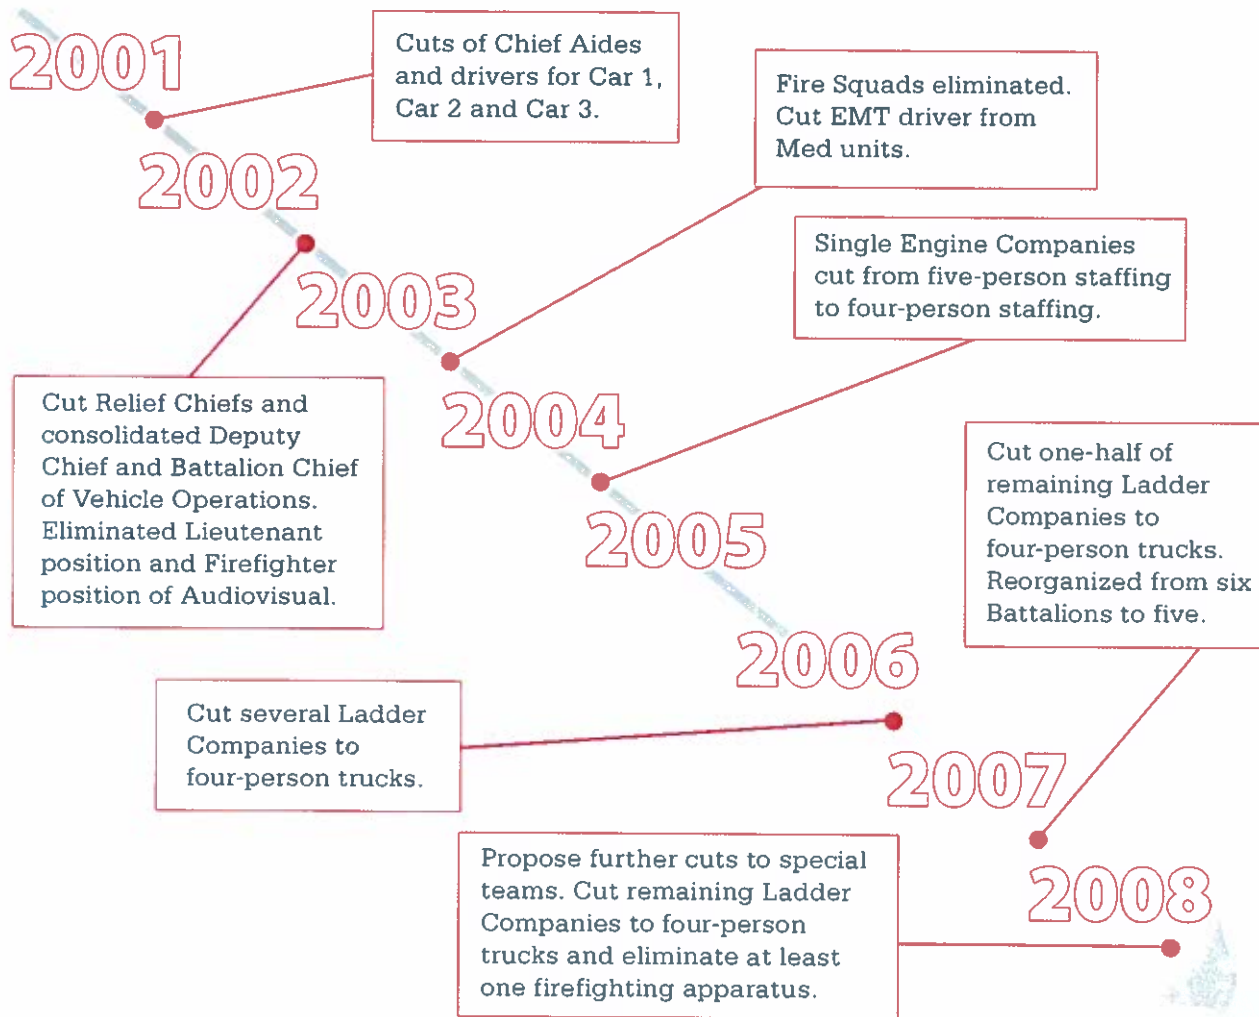 2001
Cuts of Chief Aides
and drivers for Car 1,
Car 2 and Car 3.
2002
Cut Relief Chiefs and
consolidated Deputy
Chief and Battalion Chief
of Vehicle Operations.
Eliminated Lieutenant
position and Firefighter
position of Audiovisual.
2003
Fire Squads eliminated.
Cut EMT driver from
Med units.
2004
Single Engine Companies
cut from five-person staffing
to four-person staffing.
2005
2006
Cut several Ladder
Companies to
four-person trucks.
2007
Cut one-half of
remaining Ladder
Companies to
four-person trucks.
Reorganized from six
Battalions to five.
2008
Propose further cuts to special
teams. Cut remaining Ladder
Companies to four-person
trucks and eliminate at least
one firefighting apparatus.